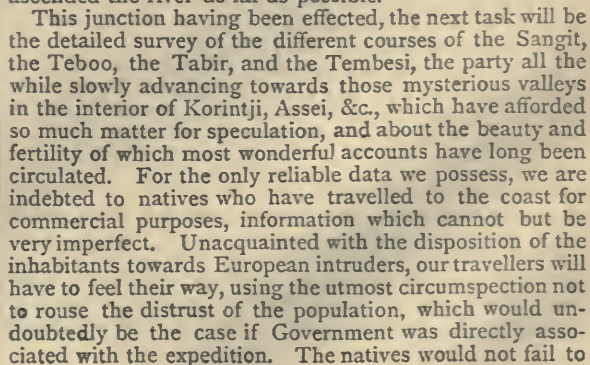 ascended the river as far as possible.
This junction having been effected, the next task will be
the detailed survey of the different courses of the Sangit,
the Teboo, the Tabir, and the Tembesi, the party all the
while slowly advancing towards those mysterious valleys
in the interior of Korintji, Assei, &c., which have afforded
so much matter for speculation, and about the beauty and
fertility of which most wonderful accounts have long been
circulated. For the only reliable data we possess, we are
indebted to natives who have travelled to the coast for
commercial purposes, information which cannot but be
very imperfect. Unacquainted with the disposition of the
inhabitants towards European intruders, our travellers will
have to feel their way, using the utmost circumspection not
to rouse the distrust of the population, which would un-
doubtedly be the case if Government was directly asso-
ciated with the expedition. The natives would not fail to